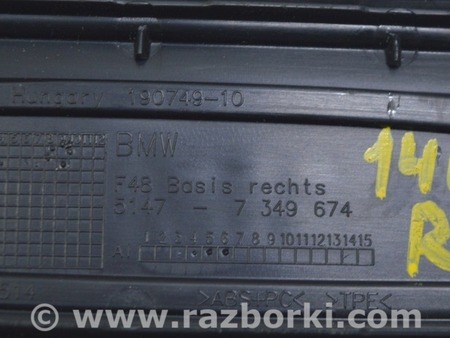 Hungary 190749-10
BMW
F48 Basis rechts
5147 - 7 349 674
1 2 3 4 5 6 7 8 9 10 11 12 13 14 15
AI
>ABS+PC< >TPE<
R
www.razborki.com